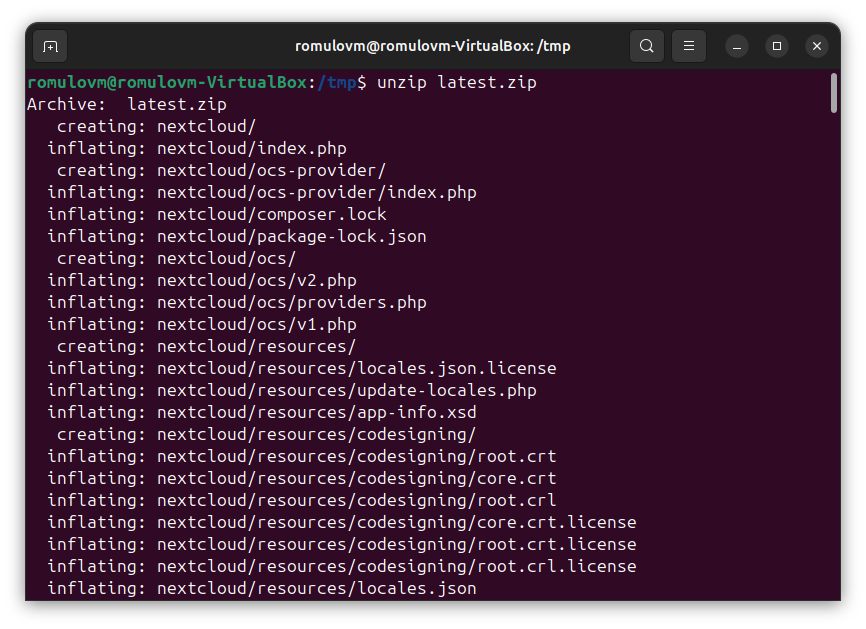 romulovm@romulovm-VirtualBox: /tmp
romulovm@romulovm-VirtualBox:/tmp$ unzip latest.zip
Archive:  latest.zip
   creating: nextcloud/
  inflating: nextcloud/index.php
   creating: nextcloud/ocs-provider/
  inflating: nextcloud/ocs-provider/index.php
  inflating: nextcloud/composer.lock
  inflating: nextcloud/package-lock.json
   creating: nextcloud/ocs/
  inflating: nextcloud/ocs/v2.php
  inflating: nextcloud/ocs/providers.php
  inflating: nextcloud/ocs/v1.php
   creating: nextcloud/resources/
  inflating: nextcloud/resources/locales.json.license
  inflating: nextcloud/resources/update-locales.php
  inflating: nextcloud/resources/app-info.xsd
   creating: nextcloud/resources/codesigning/
  inflating: nextcloud/resources/codesigning/root.crt
  inflating: nextcloud/resources/codesigning/core.crt
  inflating: nextcloud/resources/codesigning/root.crl
  inflating: nextcloud/resources/codesigning/core.crt.license
  inflating: nextcloud/resources/codesigning/root.crt.license
  inflating: nextcloud/resources/codesigning/root.crl.license
  inflating: nextcloud/resources/locales.json